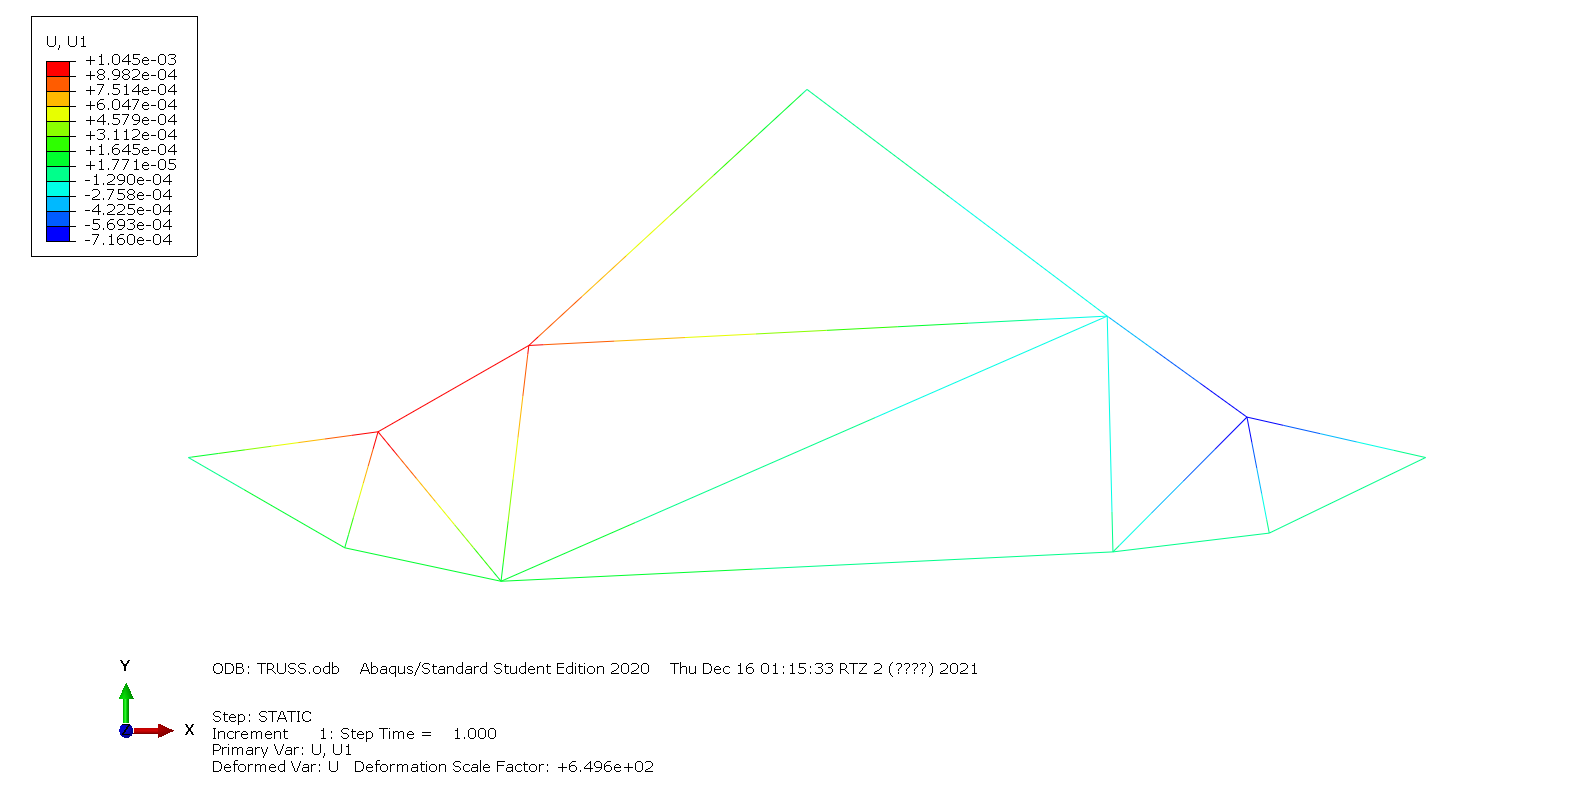 U, U1
+1.045e-03
+8.982e-04
+7.514e-04
+6.047e-04
+4.579e-04
+3.112e-04
+1.645e-04
+1.771e-05
-1.290e-04
-2.758e-04
-4.225e-04
-5.693e-04
-7.160e-04
Y
X
Z
ODB: TRUSS.odb    Abaqus/Standard Student Edition 2020    Thu Dec 16 01:15:33 RTZ 2 (????) 2021
Step: STATIC
Increment      1: Step Time =    1.000
Primary Var: U, U1
Deformed Var: U   Deformation Scale Factor: +6.496e+02